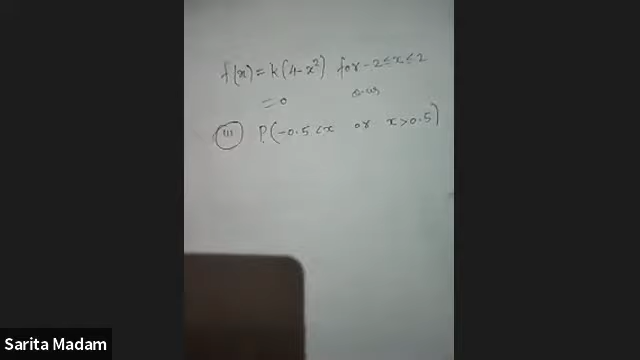 f(x) = k(4-x²) for -2≤x≤2
= 0 o.w
(iii) P(-0.5<x or x>0.5)
Sarita Madam